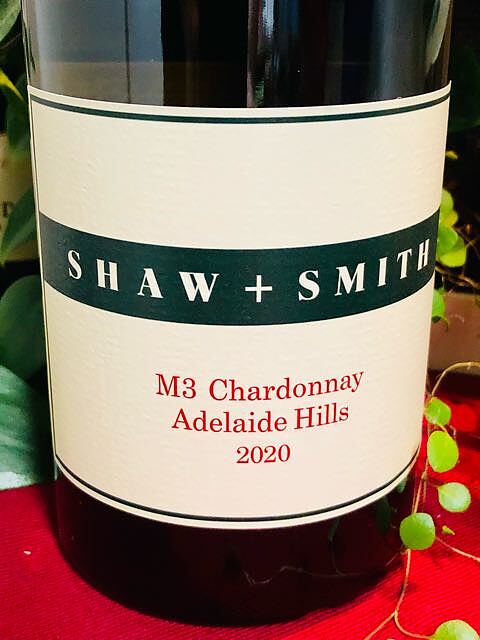 SHAW + SMITH
M3 Chardonnay
Adelaide Hills
2020